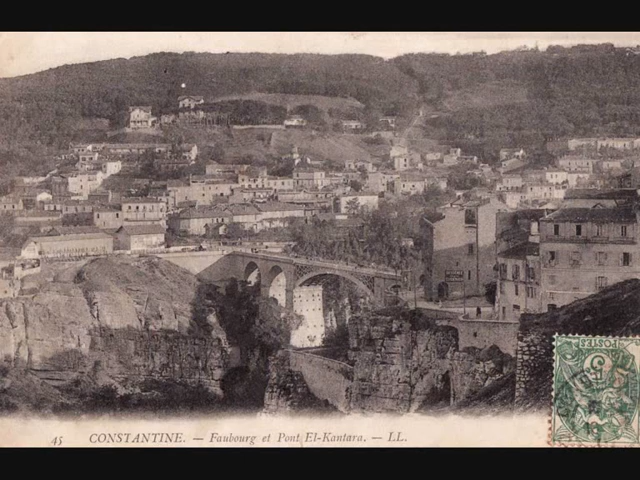 45 CONSTANTINE. — Faubourg et Pont El-Kantara. — LL.
POSTES
5